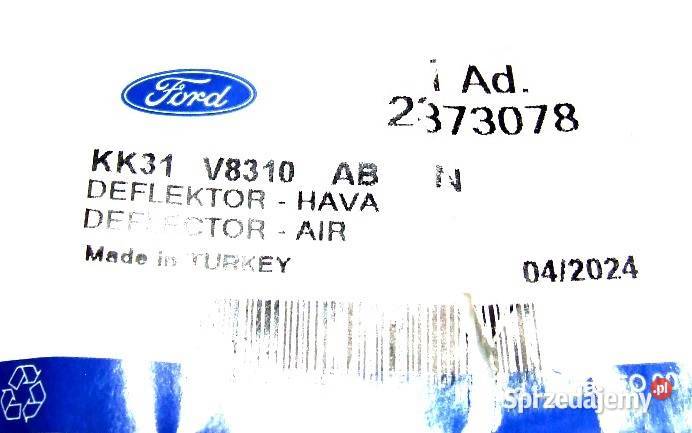 Ford
1 Ad.
2373078
KK31 V8310 AB N
DEFLEKTOR - HAVA
DEFLECTOR - AIR
Made in TURKEY
04/2024
Sprzedajemy.pl